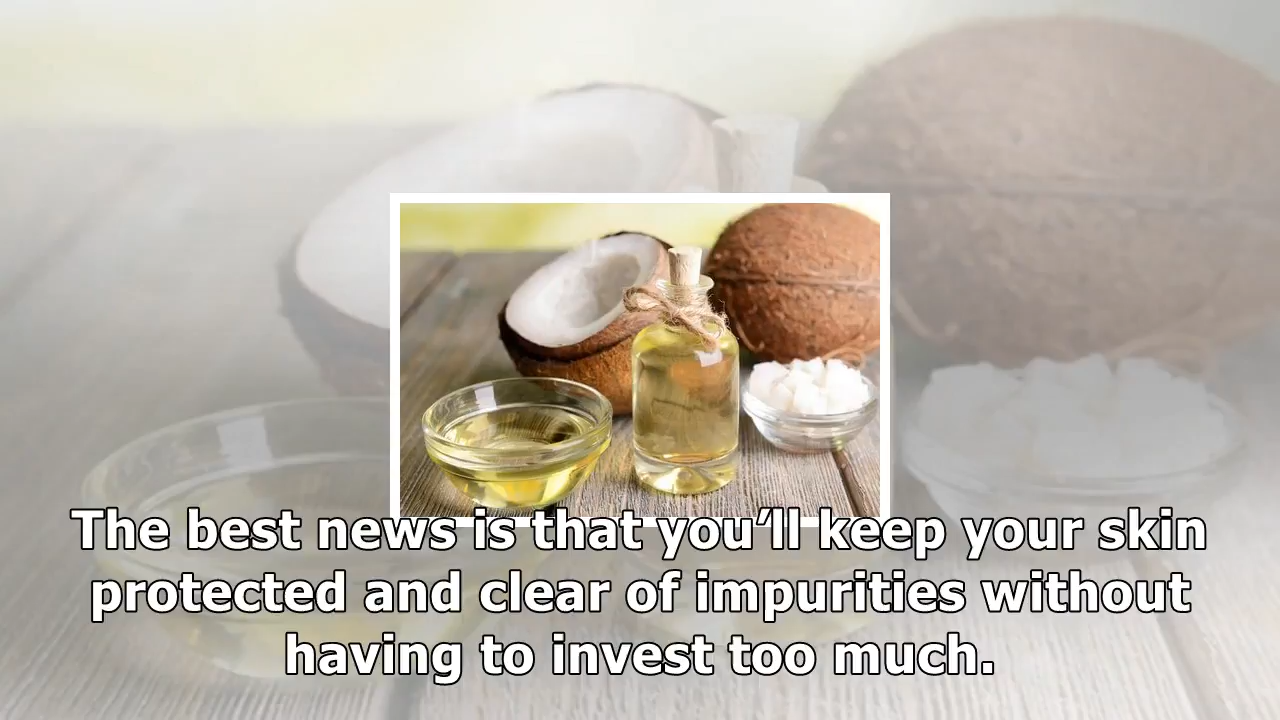 The best news is that you’ll keep your skin
protected and clear of impurities without
having to invest too much.